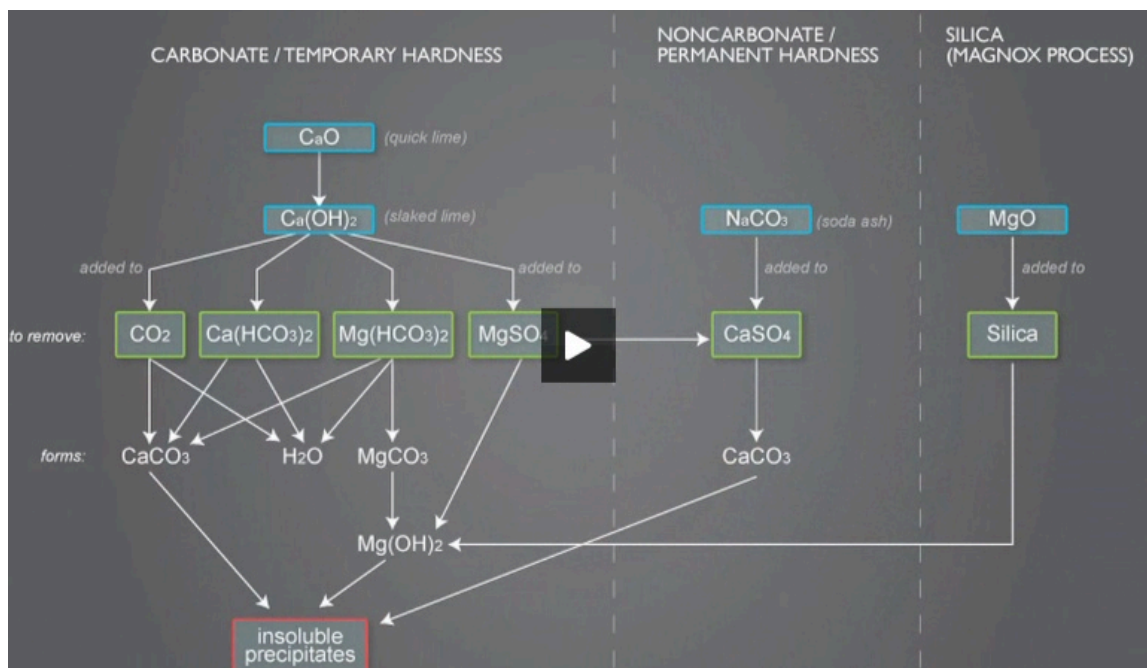 CARBONATE / TEMPORARY HARDNESS
NONCARBONATE /
PERMANENT HARDNESS
SILICA
(MAGNOX PROCESS)
CaO (quick lime)
Ca(OH)2 (slaked lime)
NaCO3 (soda ash)
MgO
added to
added to
added to
added to
to remove:
CO2
Ca(HCO3)2
Mg(HCO3)2
MgSO4
CaSO4
Silica
forms:
CaCO3
H2O
MgCO3
CaCO3
Mg(OH)2
insoluble
precipitates